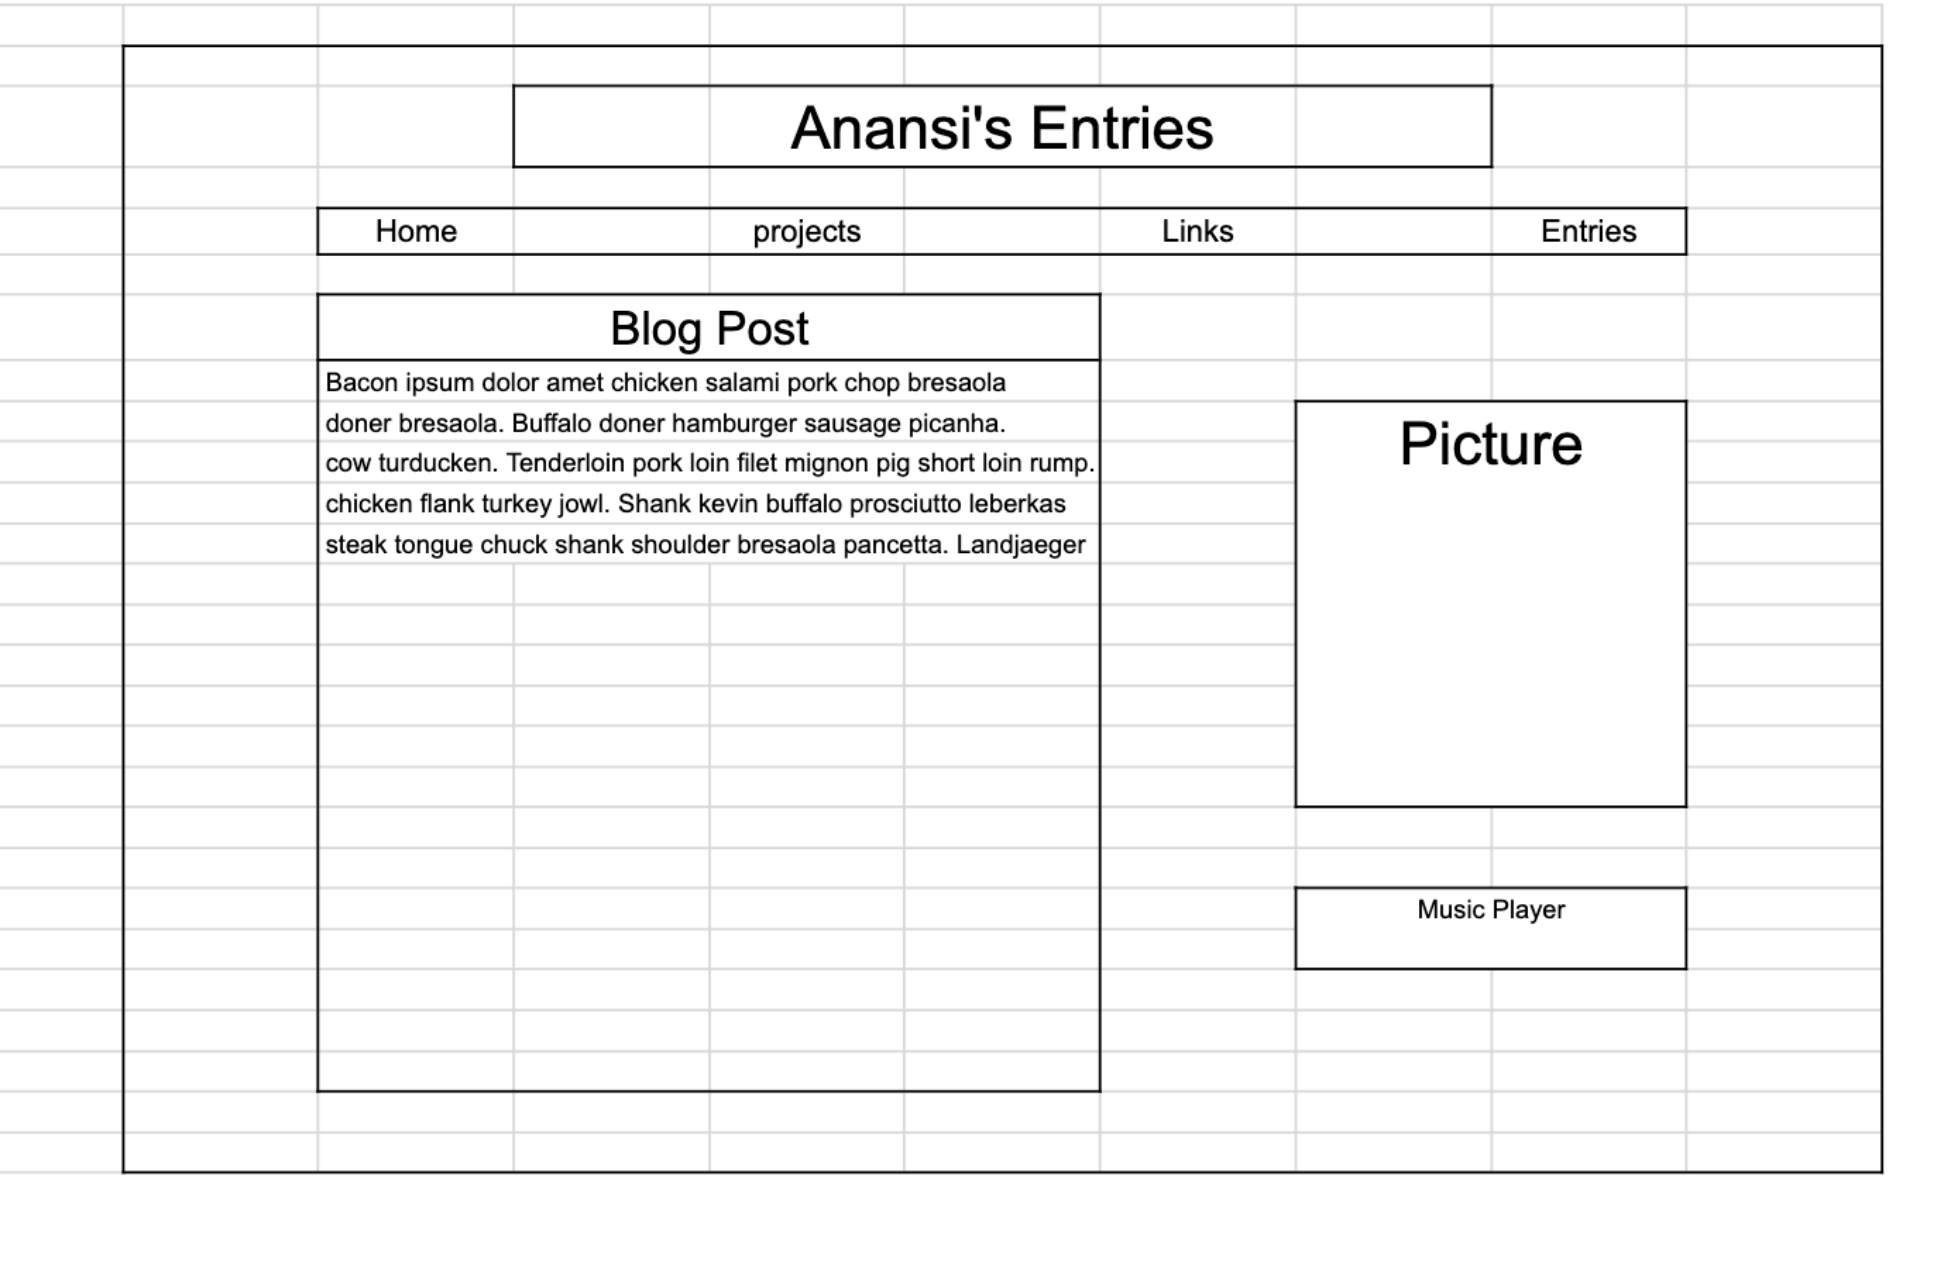 Anansi's Entries
Home projects Links Entries
Blog Post
Bacon ipsum dolor amet chicken salami pork chop bresaola
doner bresaola. Buffalo doner hamburger sausage picanha.
cow turducken. Tenderloin pork loin filet mignon pig short loin rump.
chicken flank turkey jowl. Shank kevin buffalo prosciutto leberkas
steak tongue chuck shank shoulder bresaola pancetta. Landjaeger
Picture
Music Player